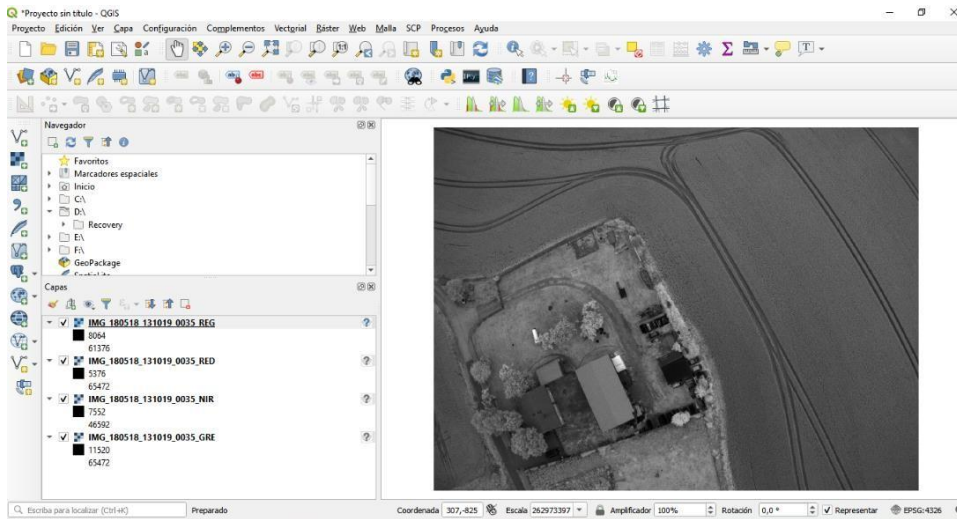 *Proyecto sin título - QGIS
Proyecto Edición Ver Capa Configuración Complementos Vectorial Ráster Web Malla SCP Procesos Ayuda
Navegador
Favoritos
Marcadores espaciales
Inicio
C:\
D:\
Recovery
E:\
F:\
GeoPackage
SpatiaLite
Capas
IMG_180518_131019_0035_REG
8064
61376
IMG_180518_131019_0035_RED
5376
65472
IMG_180518_131019_0035_NIR
7552
46592
IMG_180518_131019_0035_GRE
11520
65472
Escriba para localizar (Ctrl+K) Preparado Coordenada 307,-825 Escala 262973397 Amplificador 100% Rotación 0,0 ° Representar EPSG:4326